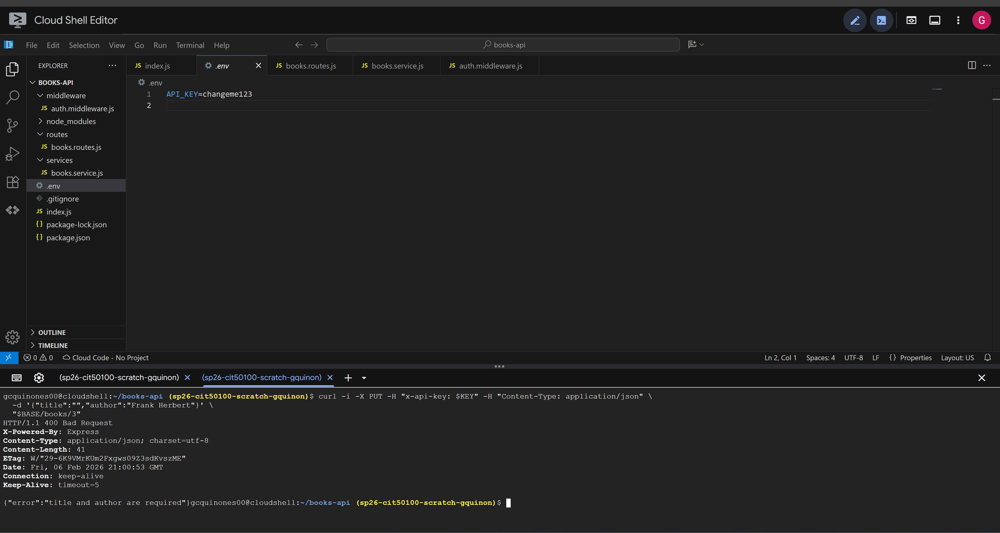 Cloud Shell Editor
G
File Edit Selection View Go Run Terminal Help
books-api
EXPLORER
BOOKS-API
middleware
JS auth.middleware.js
node_modules
routes
JS books.routes.js
services
JS books.service.js
.env
.gitignore
JS index.js
{} package-lock.json
{} package.json
OUTLINE
TIMELINE
JS index.js
.env
JS books.routes.js
JS books.service.js
JS auth.middleware.js
.env
1 API_KEY=changeme123
2
0 0 Cloud Code - No Project
Ln 2, Col 1 Spaces: 4 UTF-8 LF {} Properties Layout: US
(sp26-cit50100-scratch-gquinon) (sp26-cit50100-scratch-gquinon)
gcquinones00@cloudshell:~/books-api (sp26-cit50100-scratch-gquinon)$ curl -i -X PUT -H "x-api-key: $KEY" -H "Content-Type: application/json" \
-d '{"title":"","author":"Frank Herbert"}' \
"$BASE/books/3"
HTTP/1.1 400 Bad Request
X-Powered-By: Express
Content-Type: application/json; charset=utf-8
Content-Length: 41
ETag: W/"29-6K9VMrKUm2Fxgws09Z3sdKvszME"
Date: Fri, 06 Feb 2026 21:00:53 GMT
Connection: keep-alive
Keep-Alive: timeout=5
{"error":"title and author are required"}gcquinones00@cloudshell:~/books-api (sp26-cit50100-scratch-gquinon)$